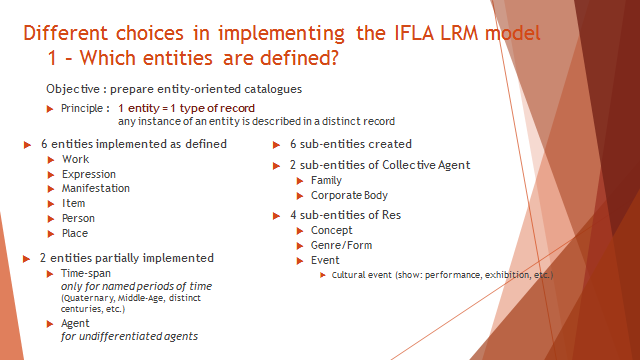 Different choices in implementing the IFLA LRM model
1 – Which entities are defined?
Objective : prepare entity-oriented catalogues
Principle : 1 entity = 1 type of record
any instance of an entity is described in a distinct record
6 entities implemented as defined
Work
Expression
Manifestation
Item
Person
Place
2 entities partially implemented
Time-span
only for named periods of time
(Quaternary, Middle-Age, distinct
centuries, etc.)
Agent
for undifferentiated agents
6 sub-entities created
2 sub-entities of Collective Agent
Family
Corporate Body
4 sub-entities of Res
Concept
Genre/Form
Event
Cultural event (show: performance, exhibition, etc.)